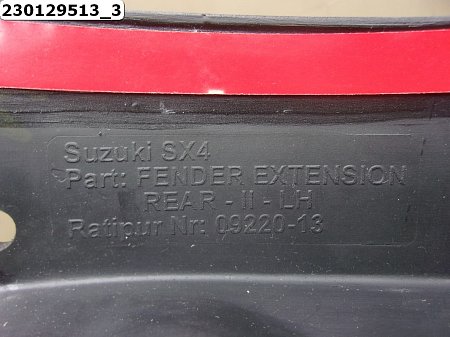 230129513_3
Suzuki SX4
Part: FENDER EXTENSION
REAR - II - LH
Ratipur Nr: 09220-13